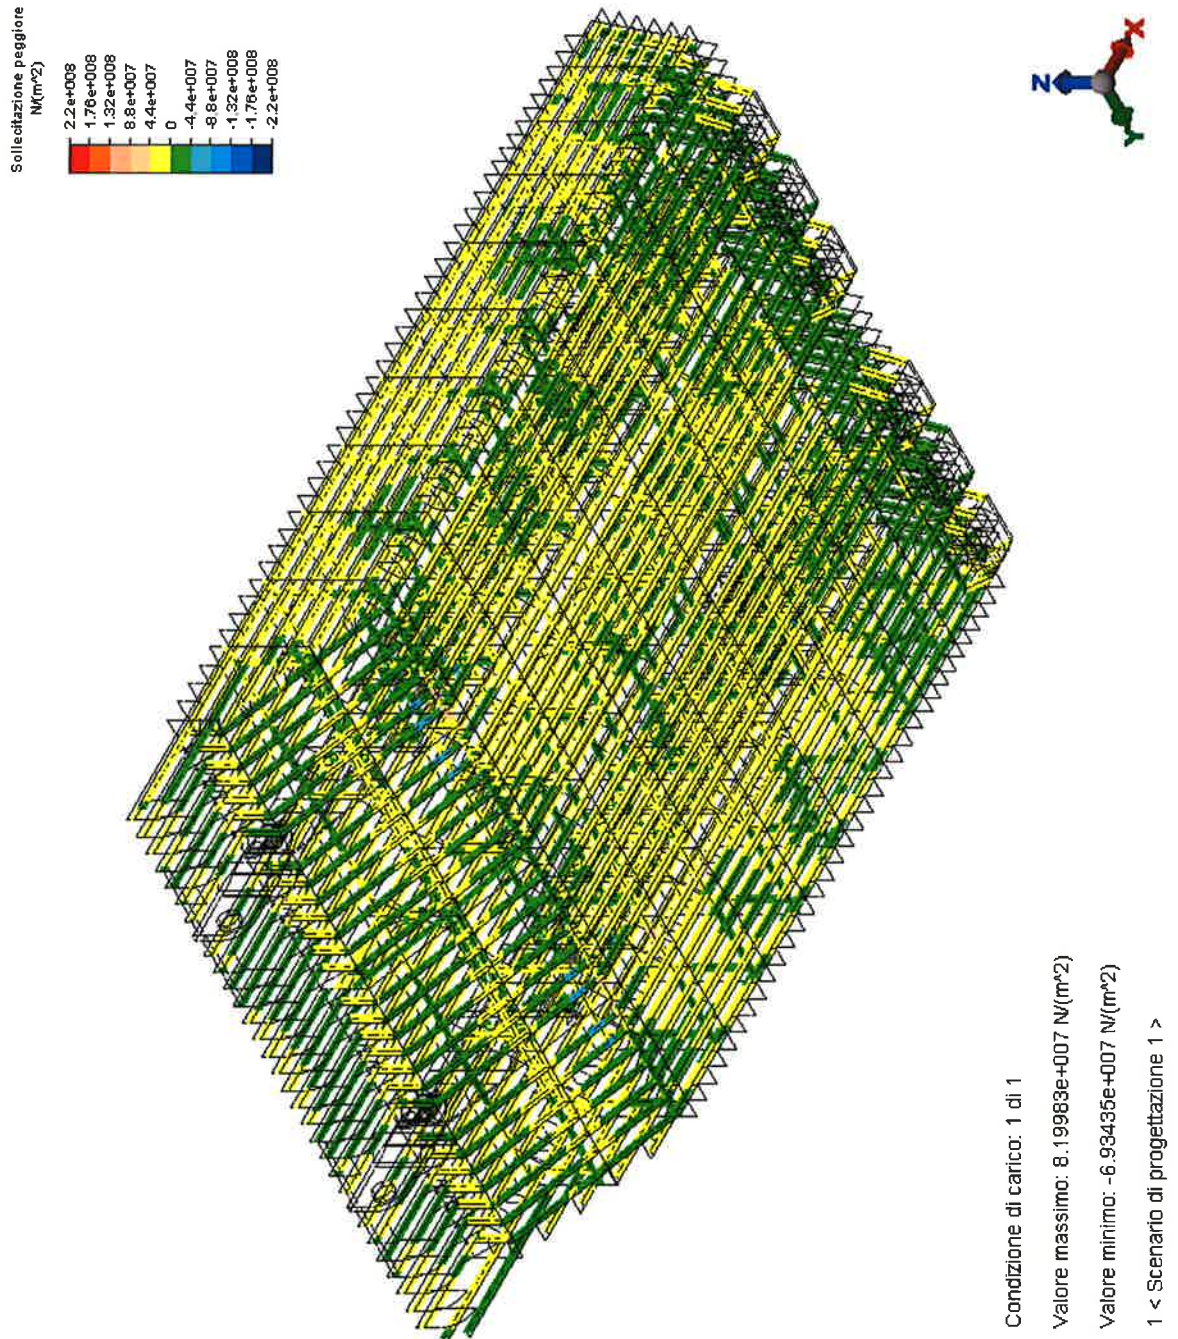 Sollecitazione peggiore
N/(m^2)
2.2e+008
1.76e+008
1.32e+008
8.8e+007
4.4e+007
0
-4.4e+007
-8.8e+007
-1.32e+008
-1.76e+008
-2.2e+008
X
Y
Z
Condizione di carico: 1 di 1
Valore massimo: 8.19983e+007 N/(m^2)
Valore minimo: -6.93435e+007 N/(m^2)
1 < Scenario di progettazione 1 >